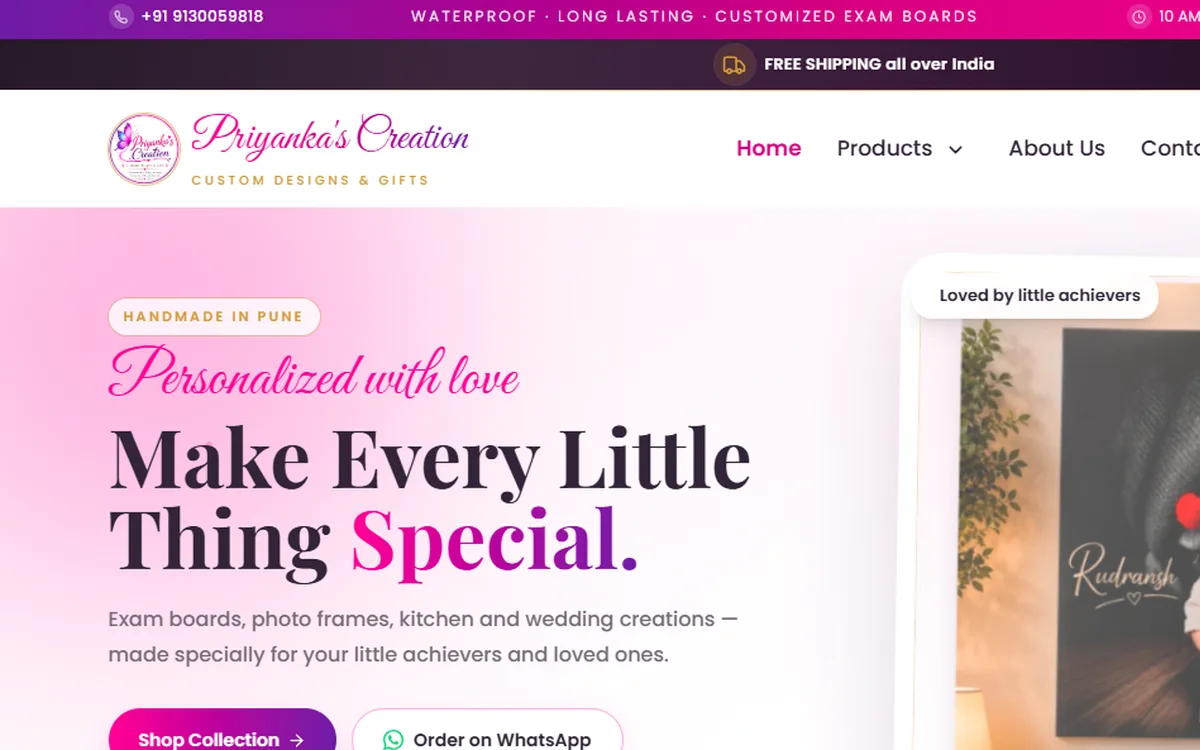 +91 9130059818
WATERPROOF · LONG LASTING · CUSTOMIZED EXAM BOARDS
10 AM
FREE SHIPPING all over India
Priyanka's Creation
Priyanka's Creation
CUSTOM DESIGNS & GIFTS
Home
Products
About Us
Conta
HANDMADE IN PUNE
Personalized with love
Make Every Little
Thing Special.
Exam boards, photo frames, kitchen and wedding creations —
made specially for your little achievers and loved ones.
Shop Collection →
Order on WhatsApp
Loved by little achievers
Rudransh